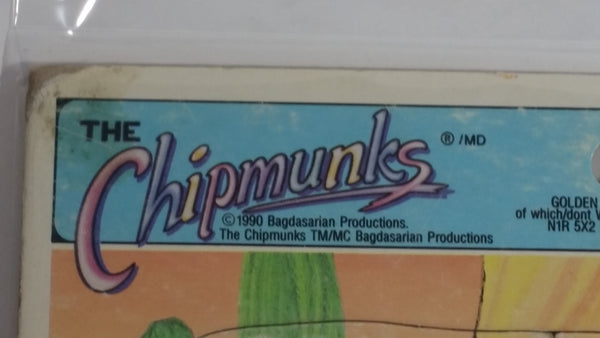 THE
Chipmunks ®/MD
©1990 Bagdasarian Productions.
The Chipmunks TM/MC Bagdasarian Productions
GOLDEN
of which/dont
N1R 5X2